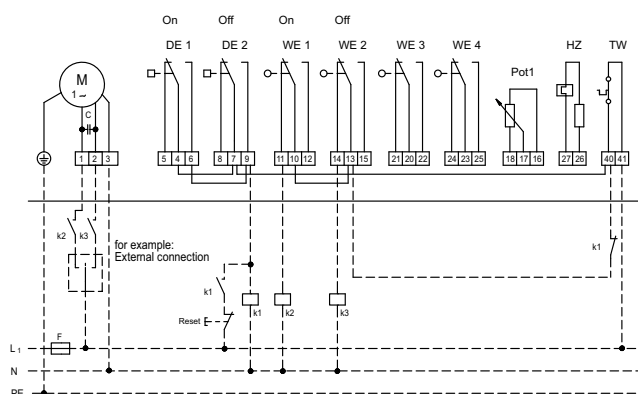 On Off On Off
DE 1 DE 2 WE 1 WE 2 WE 3 WE 4 HZ TW
Pot1
M
1 ~
C
1 2 3 5 4 6 8 7 9 11 10 12 14 13 15 21 20 22 24 23 25 18 17 16 27 26 40 41
k2 k3
for example:
External connection
k1
k1
Reset
k1 k2 k3
F
L1
N
PE